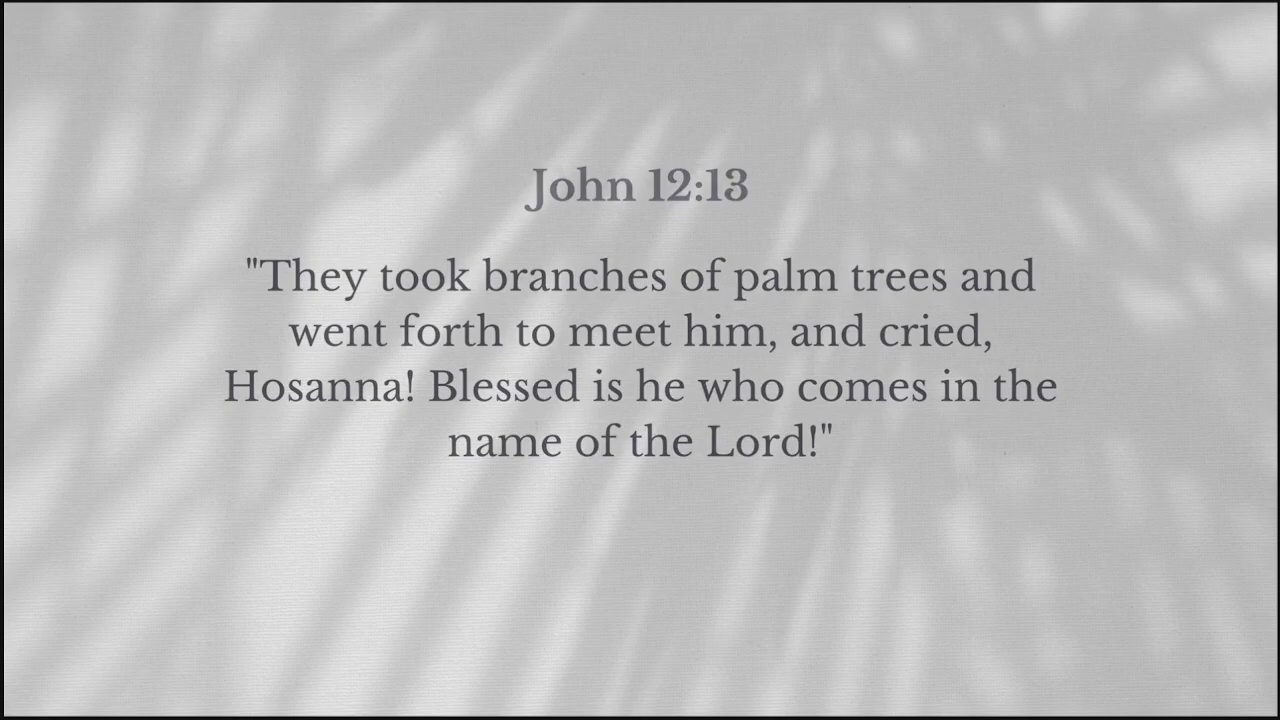 John 12:13
"They took branches of palm trees and
went forth to meet him, and cried,
Hosanna! Blessed is he who comes in the
name of the Lord!"